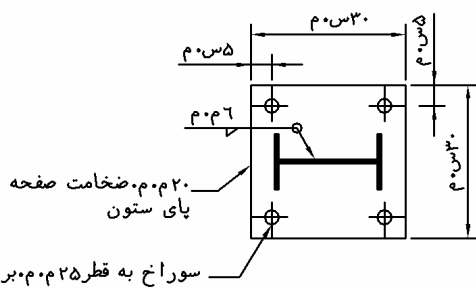 ۳۰س.م
۵س.م
۵س.م
۶م.م
۳۰س.م
۲۰م.م.ضخامت صفحه
پای ستون
سوراخ به قطر۲۵م.م.بر